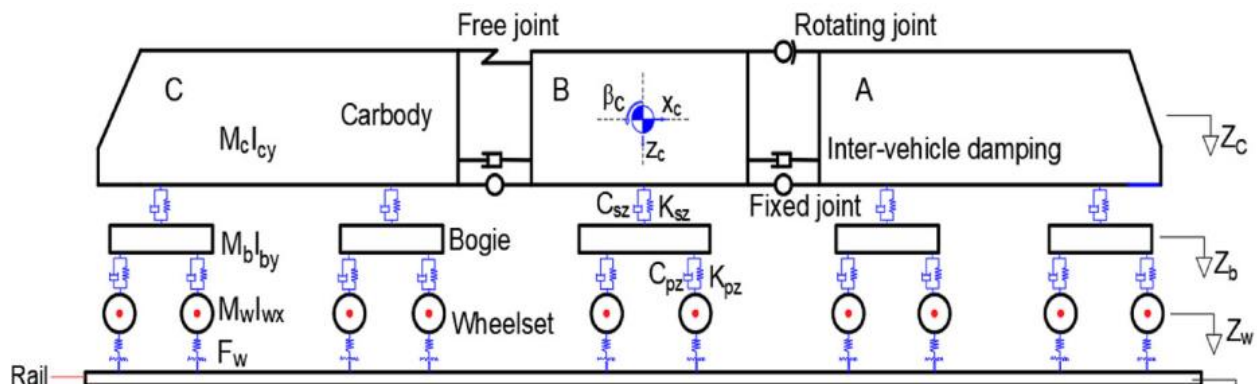 Free joint
Rotating joint
C
B
A
βC
xc
Zc
Carbody
McIcy
Inter-vehicle damping
ZC
Csz
Ksz
Fixed joint
MbIby
Bogie
Zb
Cpz
Kpz
MwIwx
Wheelset
Zw
Fw
Rail